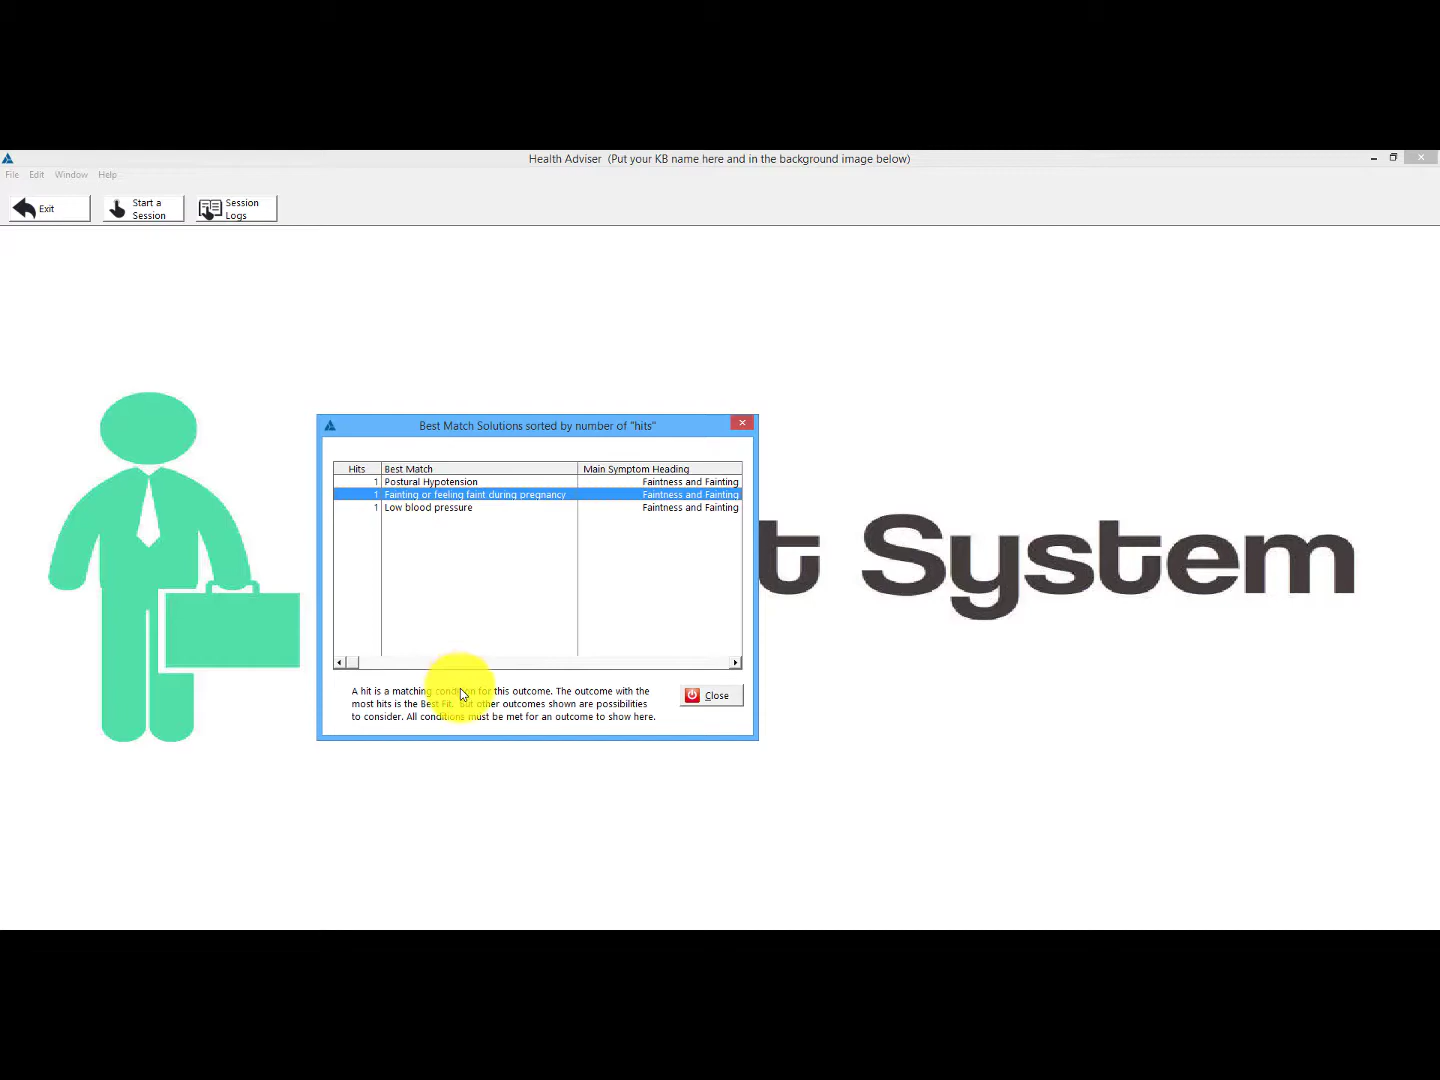 Health Adviser  (Put your KB name here and in the background image below)
File Edit Window Help
Exit
Start a
Session
Session
Logs
Best Match Solutions sorted by number of "hits"
Hits Best Match Main Symptom Heading
1 Postural Hypotension Faintness and Fainting
1 Fainting or feeling faint during pregnancy Faintness and Fainting
1 Low blood pressure Faintness and Fainting
t System
A hit is a matching condition for this outcome. The outcome with the
most hits is the Best Fit. But other outcomes shown are possibilities
to consider. All conditions must be met for an outcome to show here.
Close